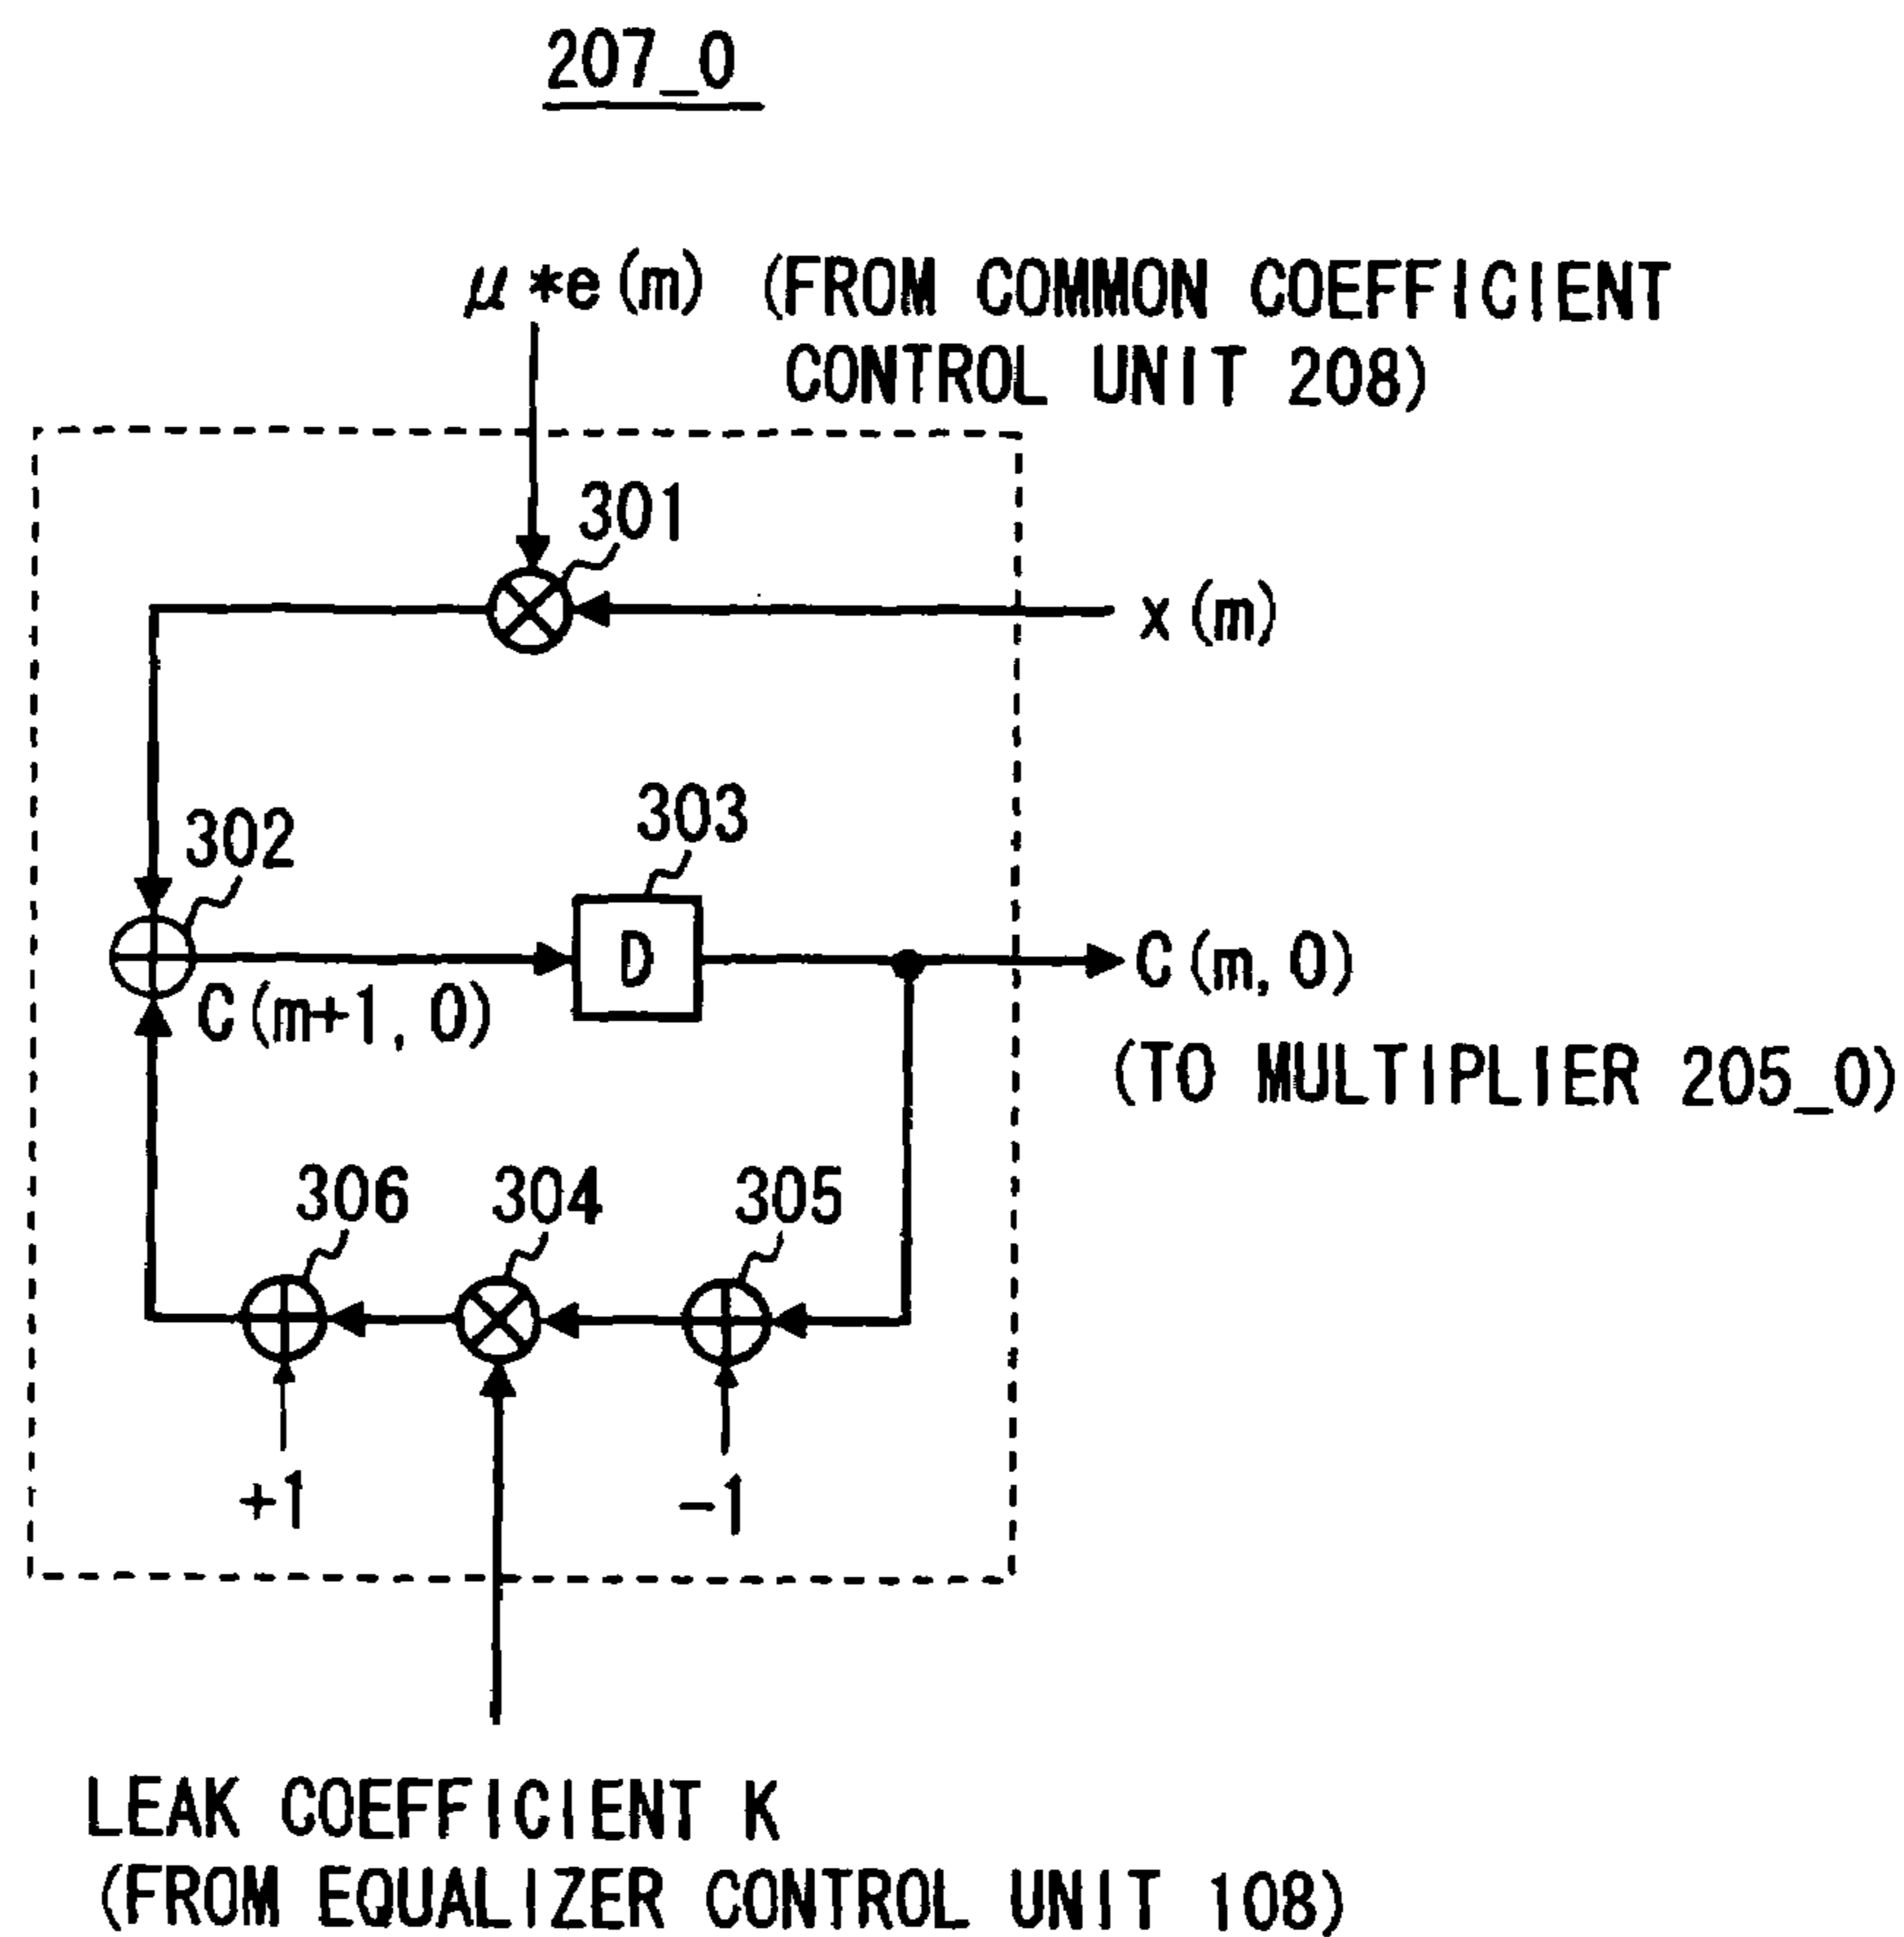 207_0
μ*e(m) (FROM COMMON COEFFICIENT
CONTROL UNIT 208)
301
x(m)
302
303
D
C(m+1,0)
C(m,0)
(TO MULTIPLIER 205_0)
306
304
305
+1
-1
LEAK COEFFICIENT K
(FROM EQUALIZER CONTROL UNIT 108)